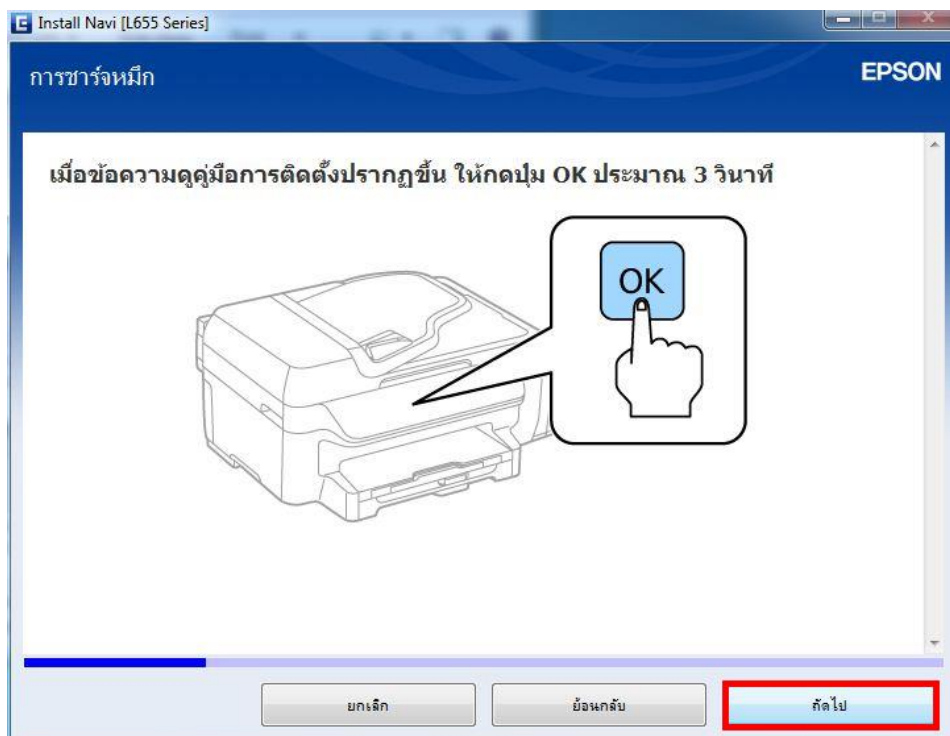 Install Navi [L655 Series]
การชาร์จหมึก
EPSON
เมื่อข้อความดูคู่มือการติดตั้งปรากฏขึ้น ให้กดปุ่ม OK ประมาณ 3 วินาที
OK
ยกเลิก
ย้อนกลับ
ถัดไป